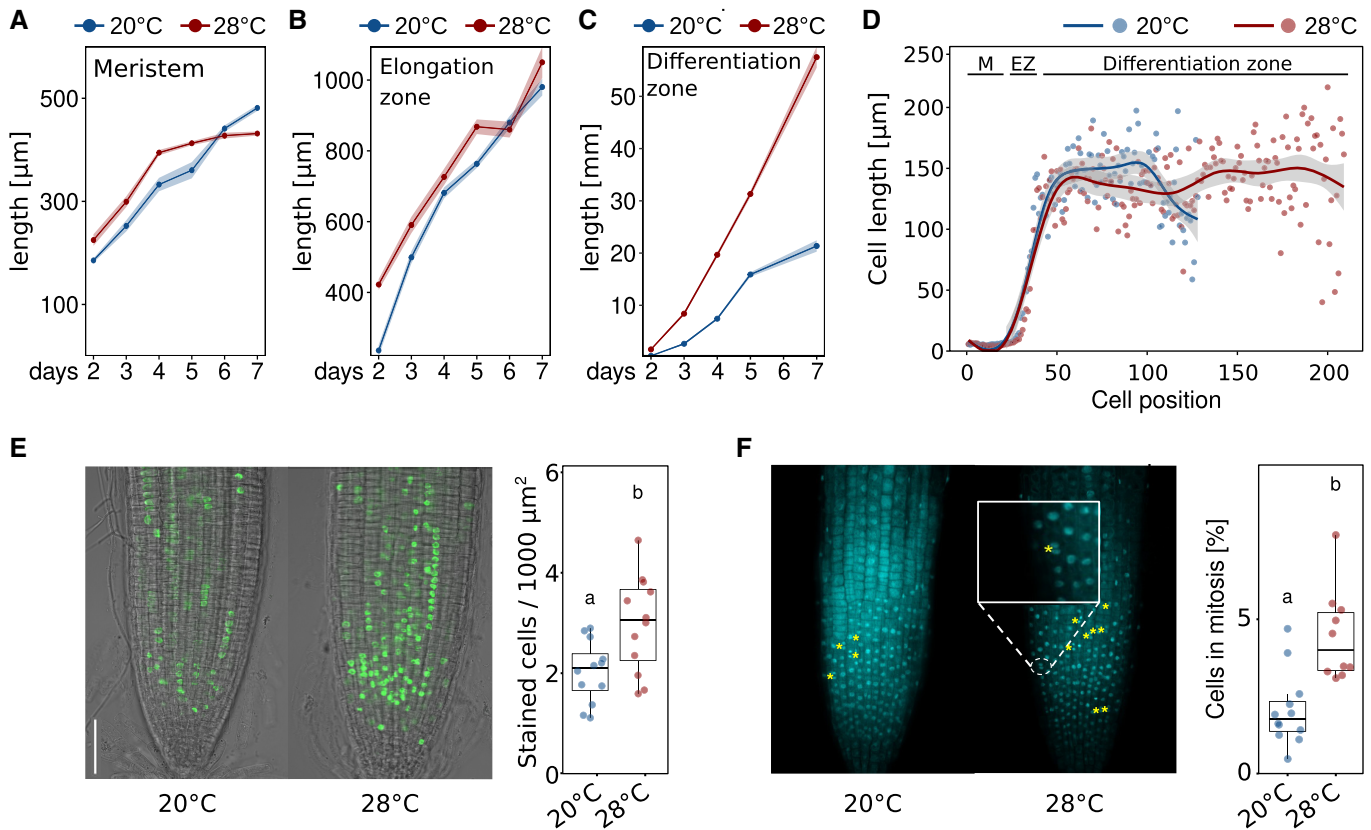 A
20°C 28°C
Meristem
length [µm]
500
300
100
days 2 3 4 5 6 7
B
20°C 28°C
Elongation
zone
length [µm]
1000
800
600
400
days 2 3 4 5 6 7
C
20°C 28°C
Differentiation
zone
length [mm]
50
40
30
20
10
days 2 3 4 5 6 7
D
20°C 28°C
M EZ Differentiation zone
Cell length [µm]
250
200
150
100
50
0
0 50 100 150 200
Cell position
E
20°C 28°C
Stained cells / 1000 µm²
6
4
2
0
a
b
20°C 28°C
F
* * * * * * * * * * * * *
20°C 28°C
Cells in mitosis [%]
5
0
a
b
20°C 28°C